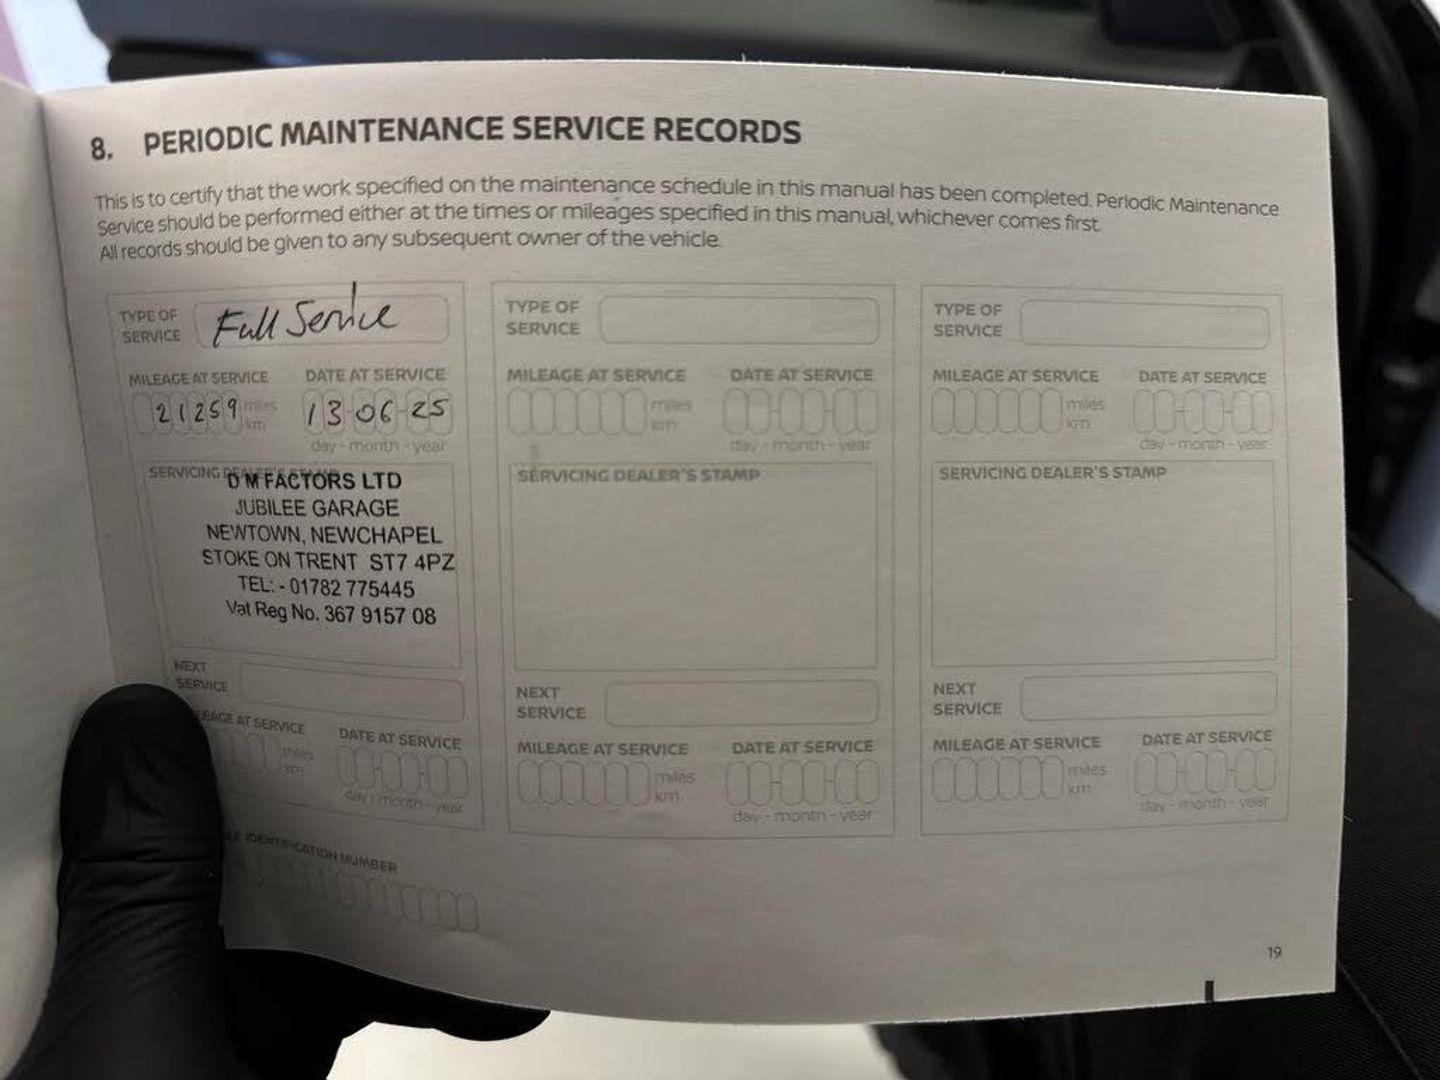 8. PERIODIC MAINTENANCE SERVICE RECORDS
This is to certify that the work specified on the maintenance schedule in this manual has been completed. Periodic Maintenance
Service should be performed either at the times or mileages specified in this manual, whichever comes first.
All records should be given to any subsequent owner of the vehicle.
TYPE OF
SERVICE
Full Service
MILEAGE AT SERVICE
DATE AT SERVICE
21259 miles
km
13-06-25
day - month - year
SERVICING DEALER'S STAMP
D M FACTORS LTD
JUBILEE GARAGE
NEWTOWN, NEWCHAPEL
STOKE ON TRENT ST7 4PZ
TEL: - 01782 775445
Vat Reg No. 367 9157 08
NEXT
SERVICE
LEAGE AT SERVICE
DATE AT SERVICE
miles
km
day - month - year
LE IDENTIFICATION NUMBER
TYPE OF
SERVICE
MILEAGE AT SERVICE
DATE AT SERVICE
miles
km
day - month - year
SERVICING DEALER'S STAMP
NEXT
SERVICE
MILEAGE AT SERVICE
DATE AT SERVICE
miles
km
day - month - year
TYPE OF
SERVICE
MILEAGE AT SERVICE
DATE AT SERVICE
miles
km
day - month - year
SERVICING DEALER'S STAMP
NEXT
SERVICE
MILEAGE AT SERVICE
DATE AT SERVICE
miles
km
day - month - year
19